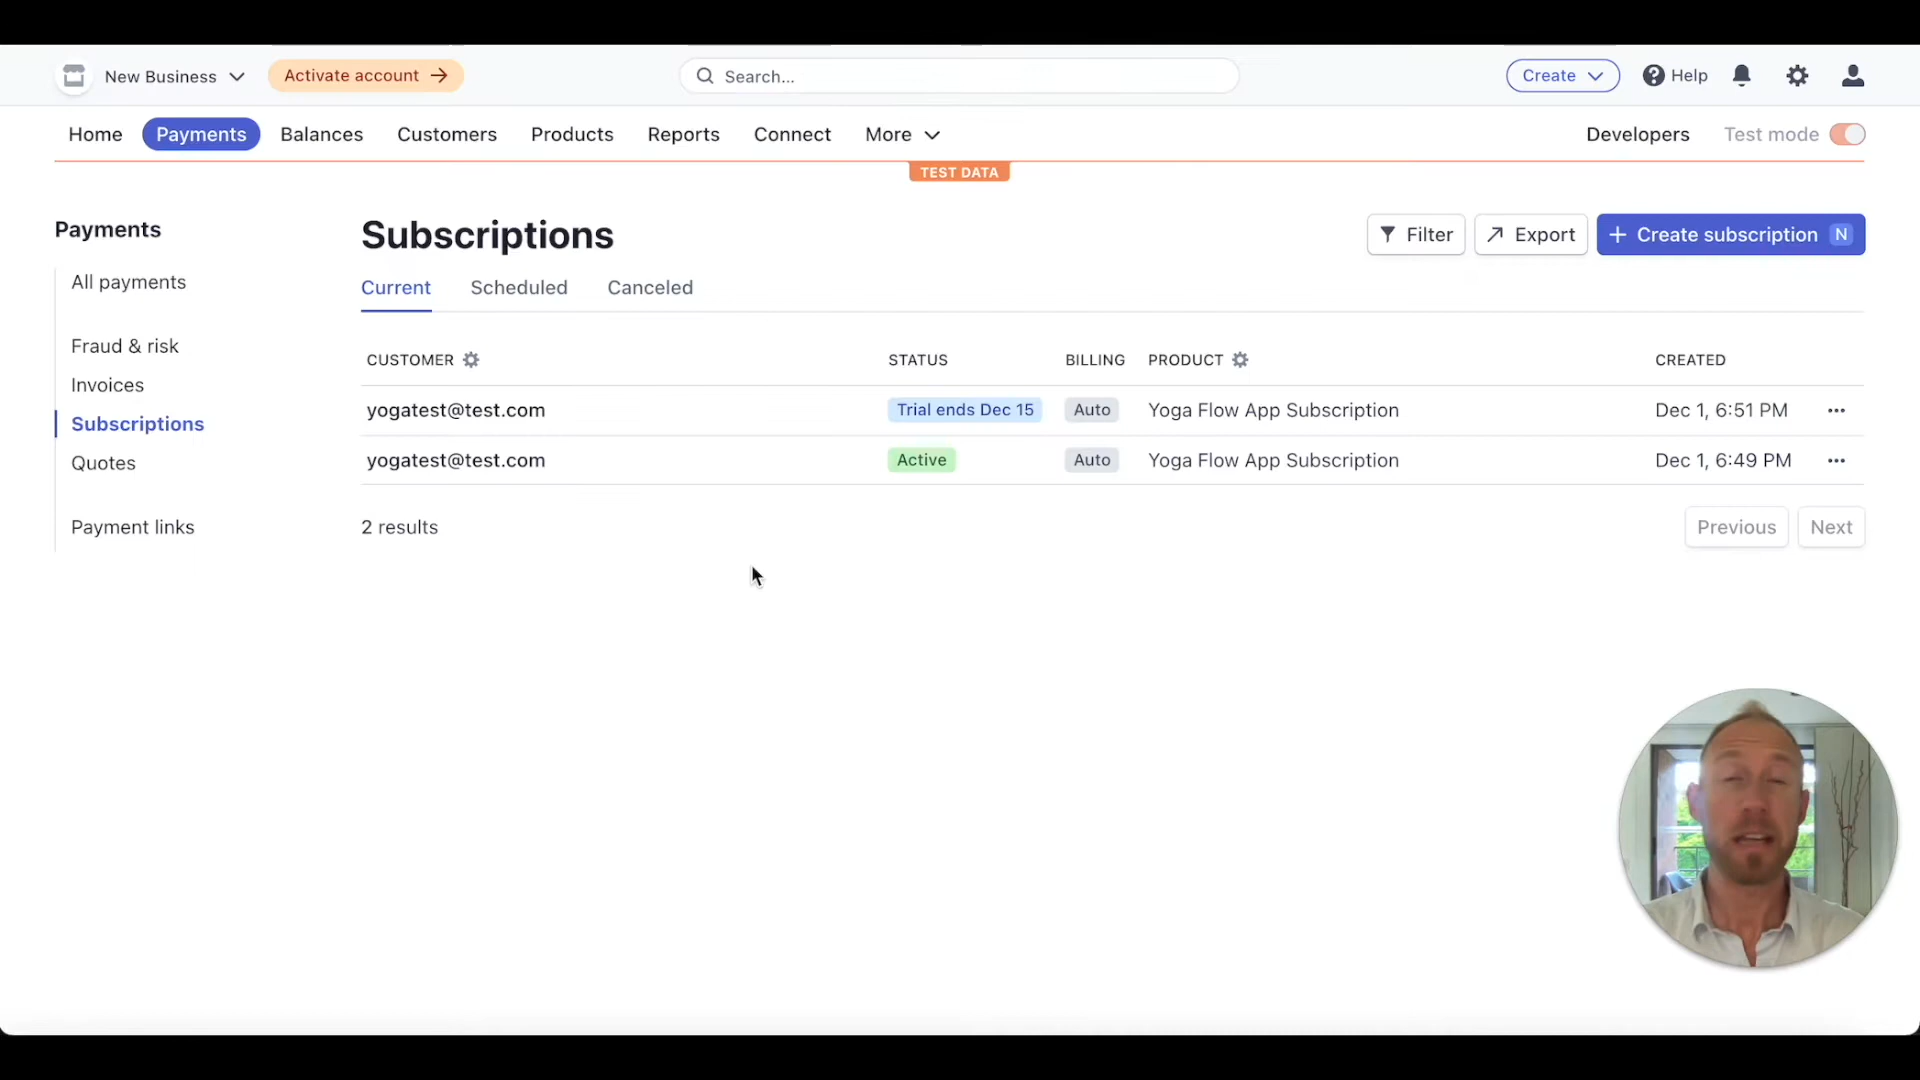 New Business
Activate account →
Search...
Create
Help
Home
Payments
Balances
Customers
Products
Reports
Connect
More
Developers
Test mode
TEST DATA
Payments
All payments
Fraud & risk
Invoices
Subscriptions
Quotes
Payment links
Subscriptions
Filter
Export
+ Create subscription N
Current
Scheduled
Canceled
CUSTOMER STATUS BILLING PRODUCT CREATED
yogatest@test.com Trial ends Dec 15 Auto Yoga Flow App Subscription Dec 1, 6:51 PM
yogatest@test.com Active Auto Yoga Flow App Subscription Dec 1, 6:49 PM
2 results
Previous
Next